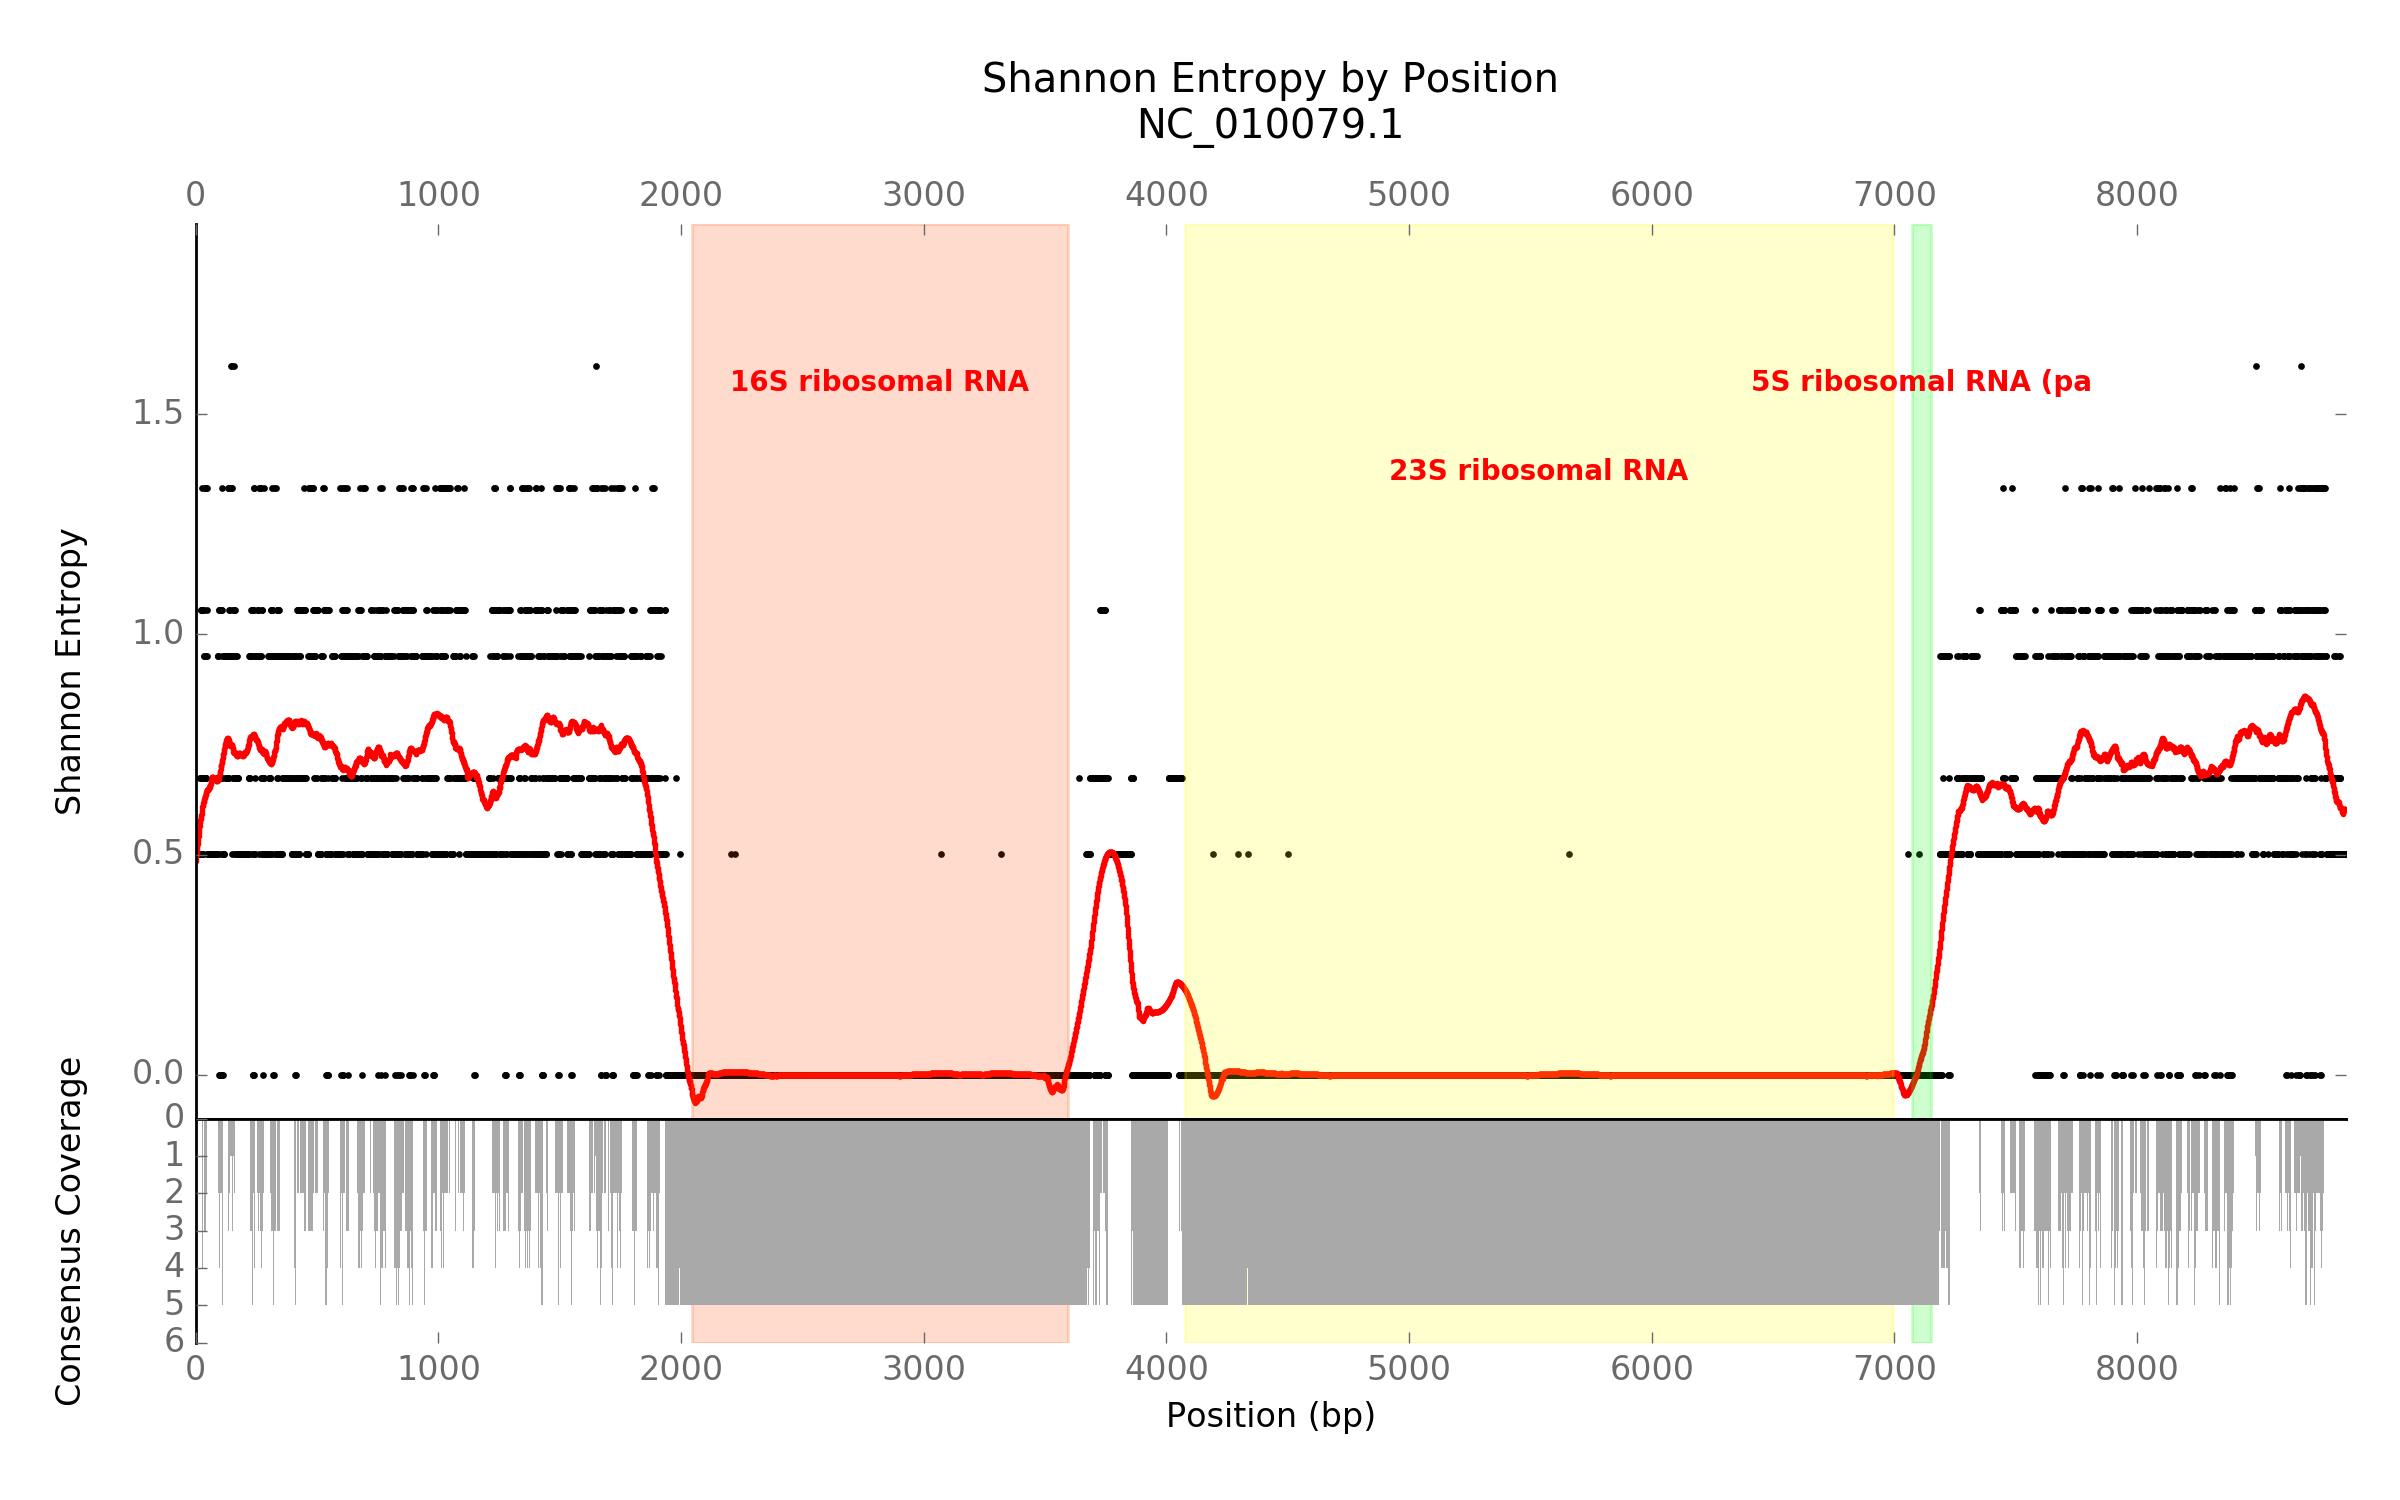 Shannon Entropy by Position
NC_010079.1
0 1000 2000 3000 4000 5000 6000 7000 8000
16S ribosomal RNA
5S ribosomal RNA (pa
23S ribosomal RNA
Shannon Entropy
1.5
1.0
0.5
0.0
Consensus Coverage
0
1
2
3
4
5
6
0 1000 2000 3000 4000 5000 6000 7000 8000
Position (bp)